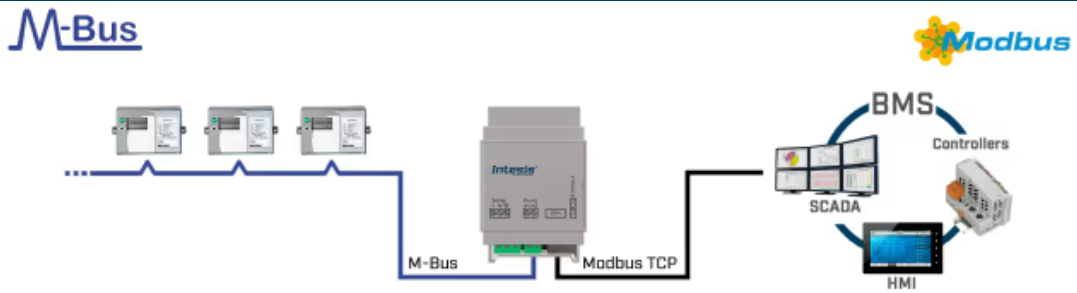 M-Bus
Modbus
BMS
Controllers
Intesis
SCADA
M-Bus
Modbus TCP
HMI